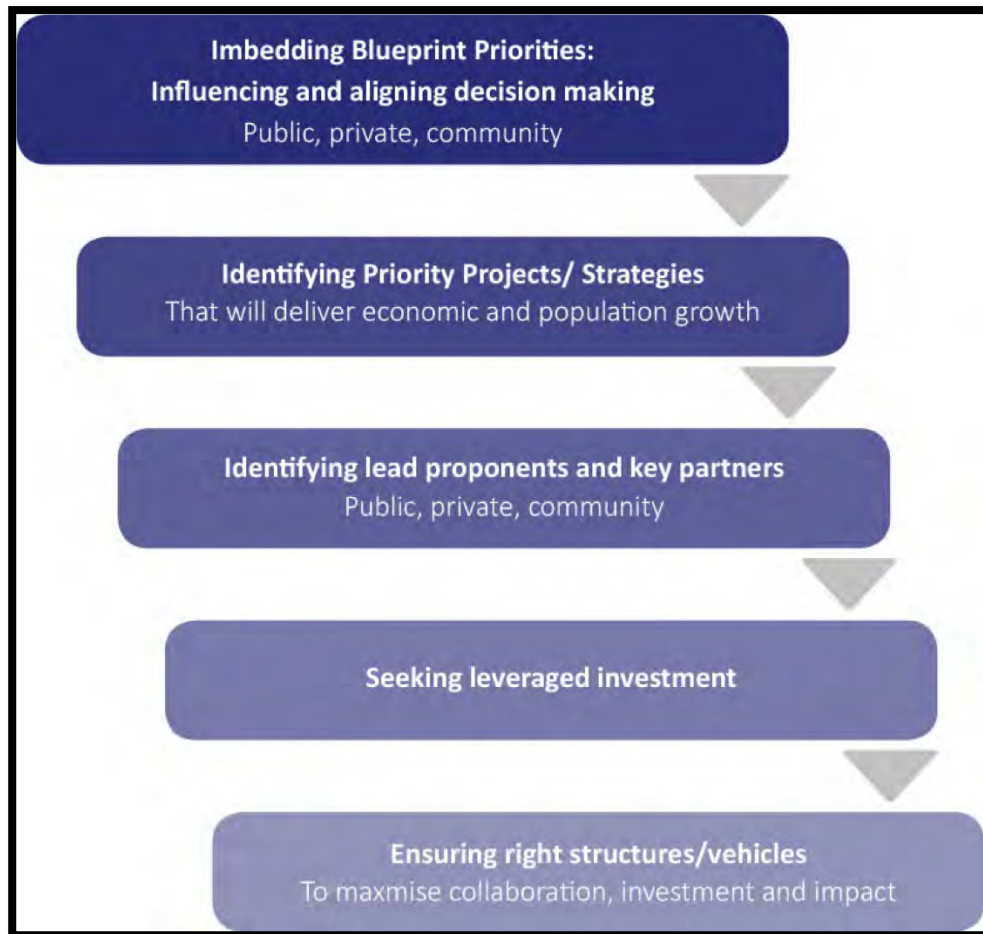 Imbedding Blueprint Priorities:
Influencing and aligning decision making
Public, private, community
Identifying Priority Projects/ Strategies
That will deliver economic and population growth
Identifying lead proponents and key partners
Public, private, community
Seeking leveraged investment
Ensuring right structures/vehicles
To maxmise collaboration, investment and impact